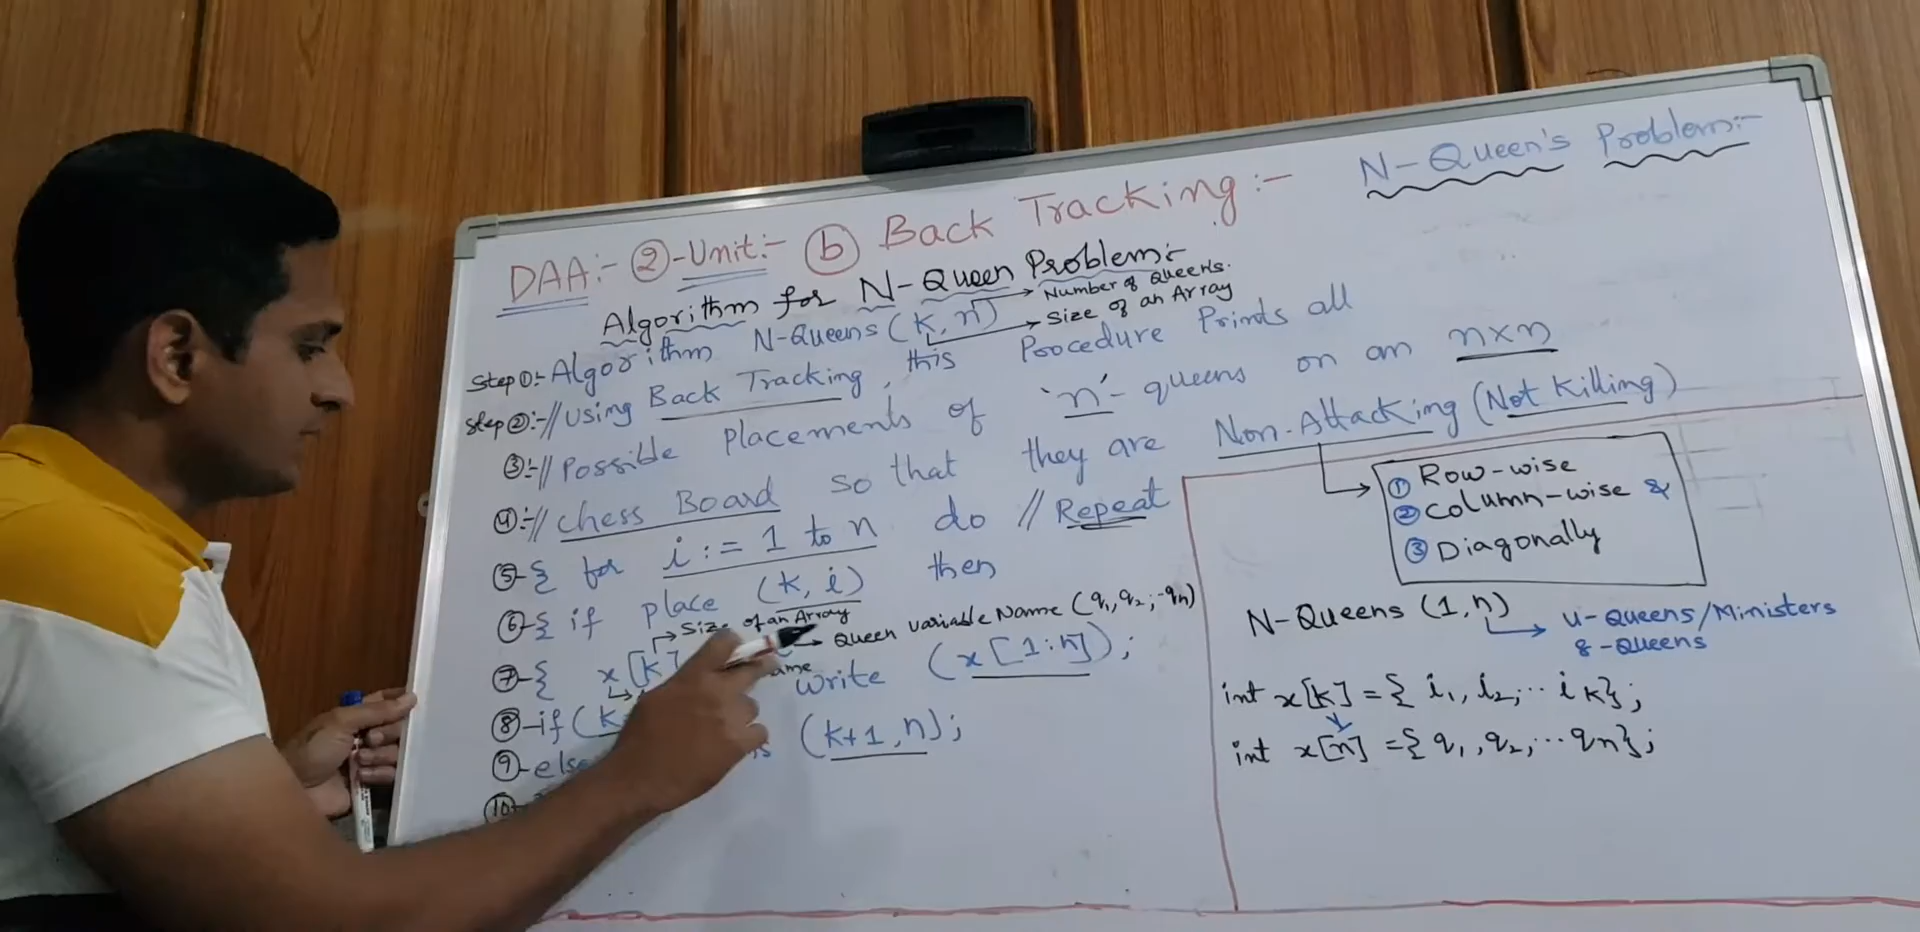 N-Queen's Problem:-
DAA:- ②-Unit:- ⓑ Back Tracking:-
Algorithm for N-Queen Problem:-
Number of Queens.
Size of an Array
Step①:- Algorithm N-Queens (k, n)
Step②:- // Using Back Tracking, this Procedure Prints all
③:- // Possible placements of 'n'- queens on an n×n
④:- // Chess Board so that they are Non-Attacking (Not Killing)
① Row-wise
② Column-wise &
③ Diagonally
⑤-{ for i := 1 to n do // Repeat
⑥-{ if place (k, i) then
Size of an Array
Queen Variable Name (q1, q2, -qn)
⑦-{ x[k]
⑧-if (k write (x[1:n]);
⑨-else (k+1, n);
⑩-
N-Queens (1, n)
4-Queens/Ministers
8-Queens
int x[k] = { i1, i2, ... ik};
int x[n] = { q1, q2, ... qn};